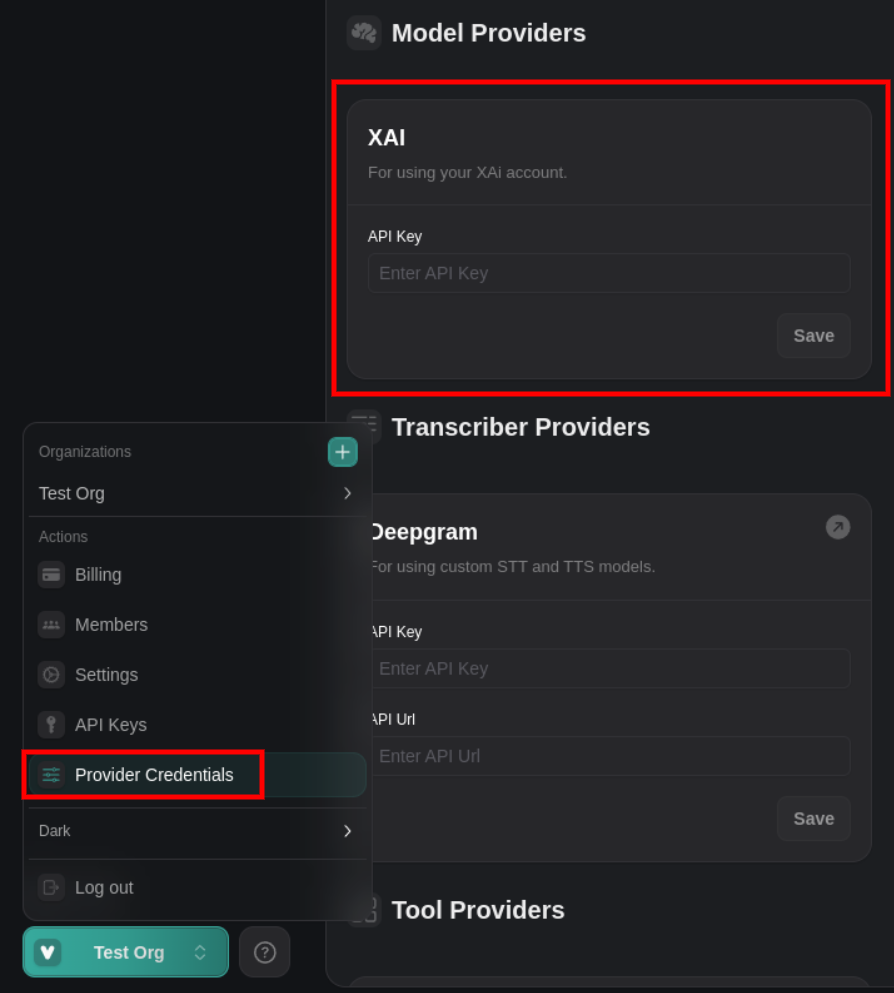 Model Providers
XAI
For using your XAi account.
API Key
Enter API Key
Save
Transcriber Providers
Deepgram
For using custom STT and TTS models.
API Key
Enter API Key
API Url
Enter API Url
Save
Tool Providers
Organizations
Test Org
Actions
Billing
Members
Settings
API Keys
Provider Credentials
Dark
Log out
Test Org